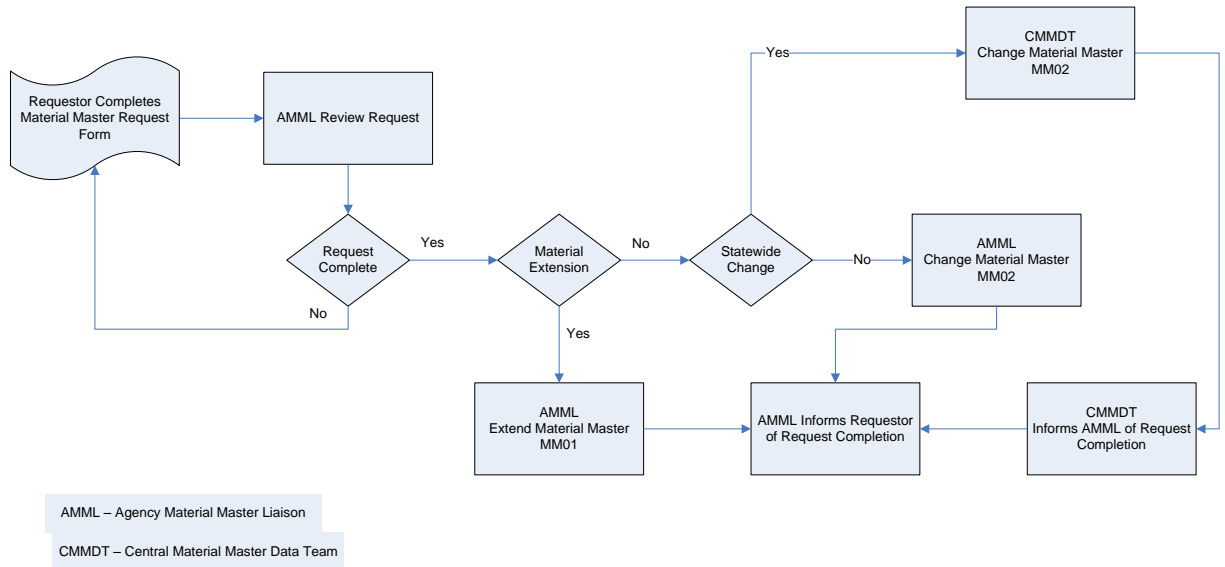 Requestor Completes
Material Master Request
Form
AMML Review Request
Request
Complete
Yes
No
Material
Extension
No
Yes
Statewide
Change
Yes
No
CMMDT
Change Material Master
MM02
AMML
Change Material Master
MM02
AMML
Extend Material Master
MM01
AMML Informs Requestor
of Request Completion
CMMDT
Informs AMML of Request
Completion
AMML – Agency Material Master Liaison
CMMDT – Central Material Master Data Team